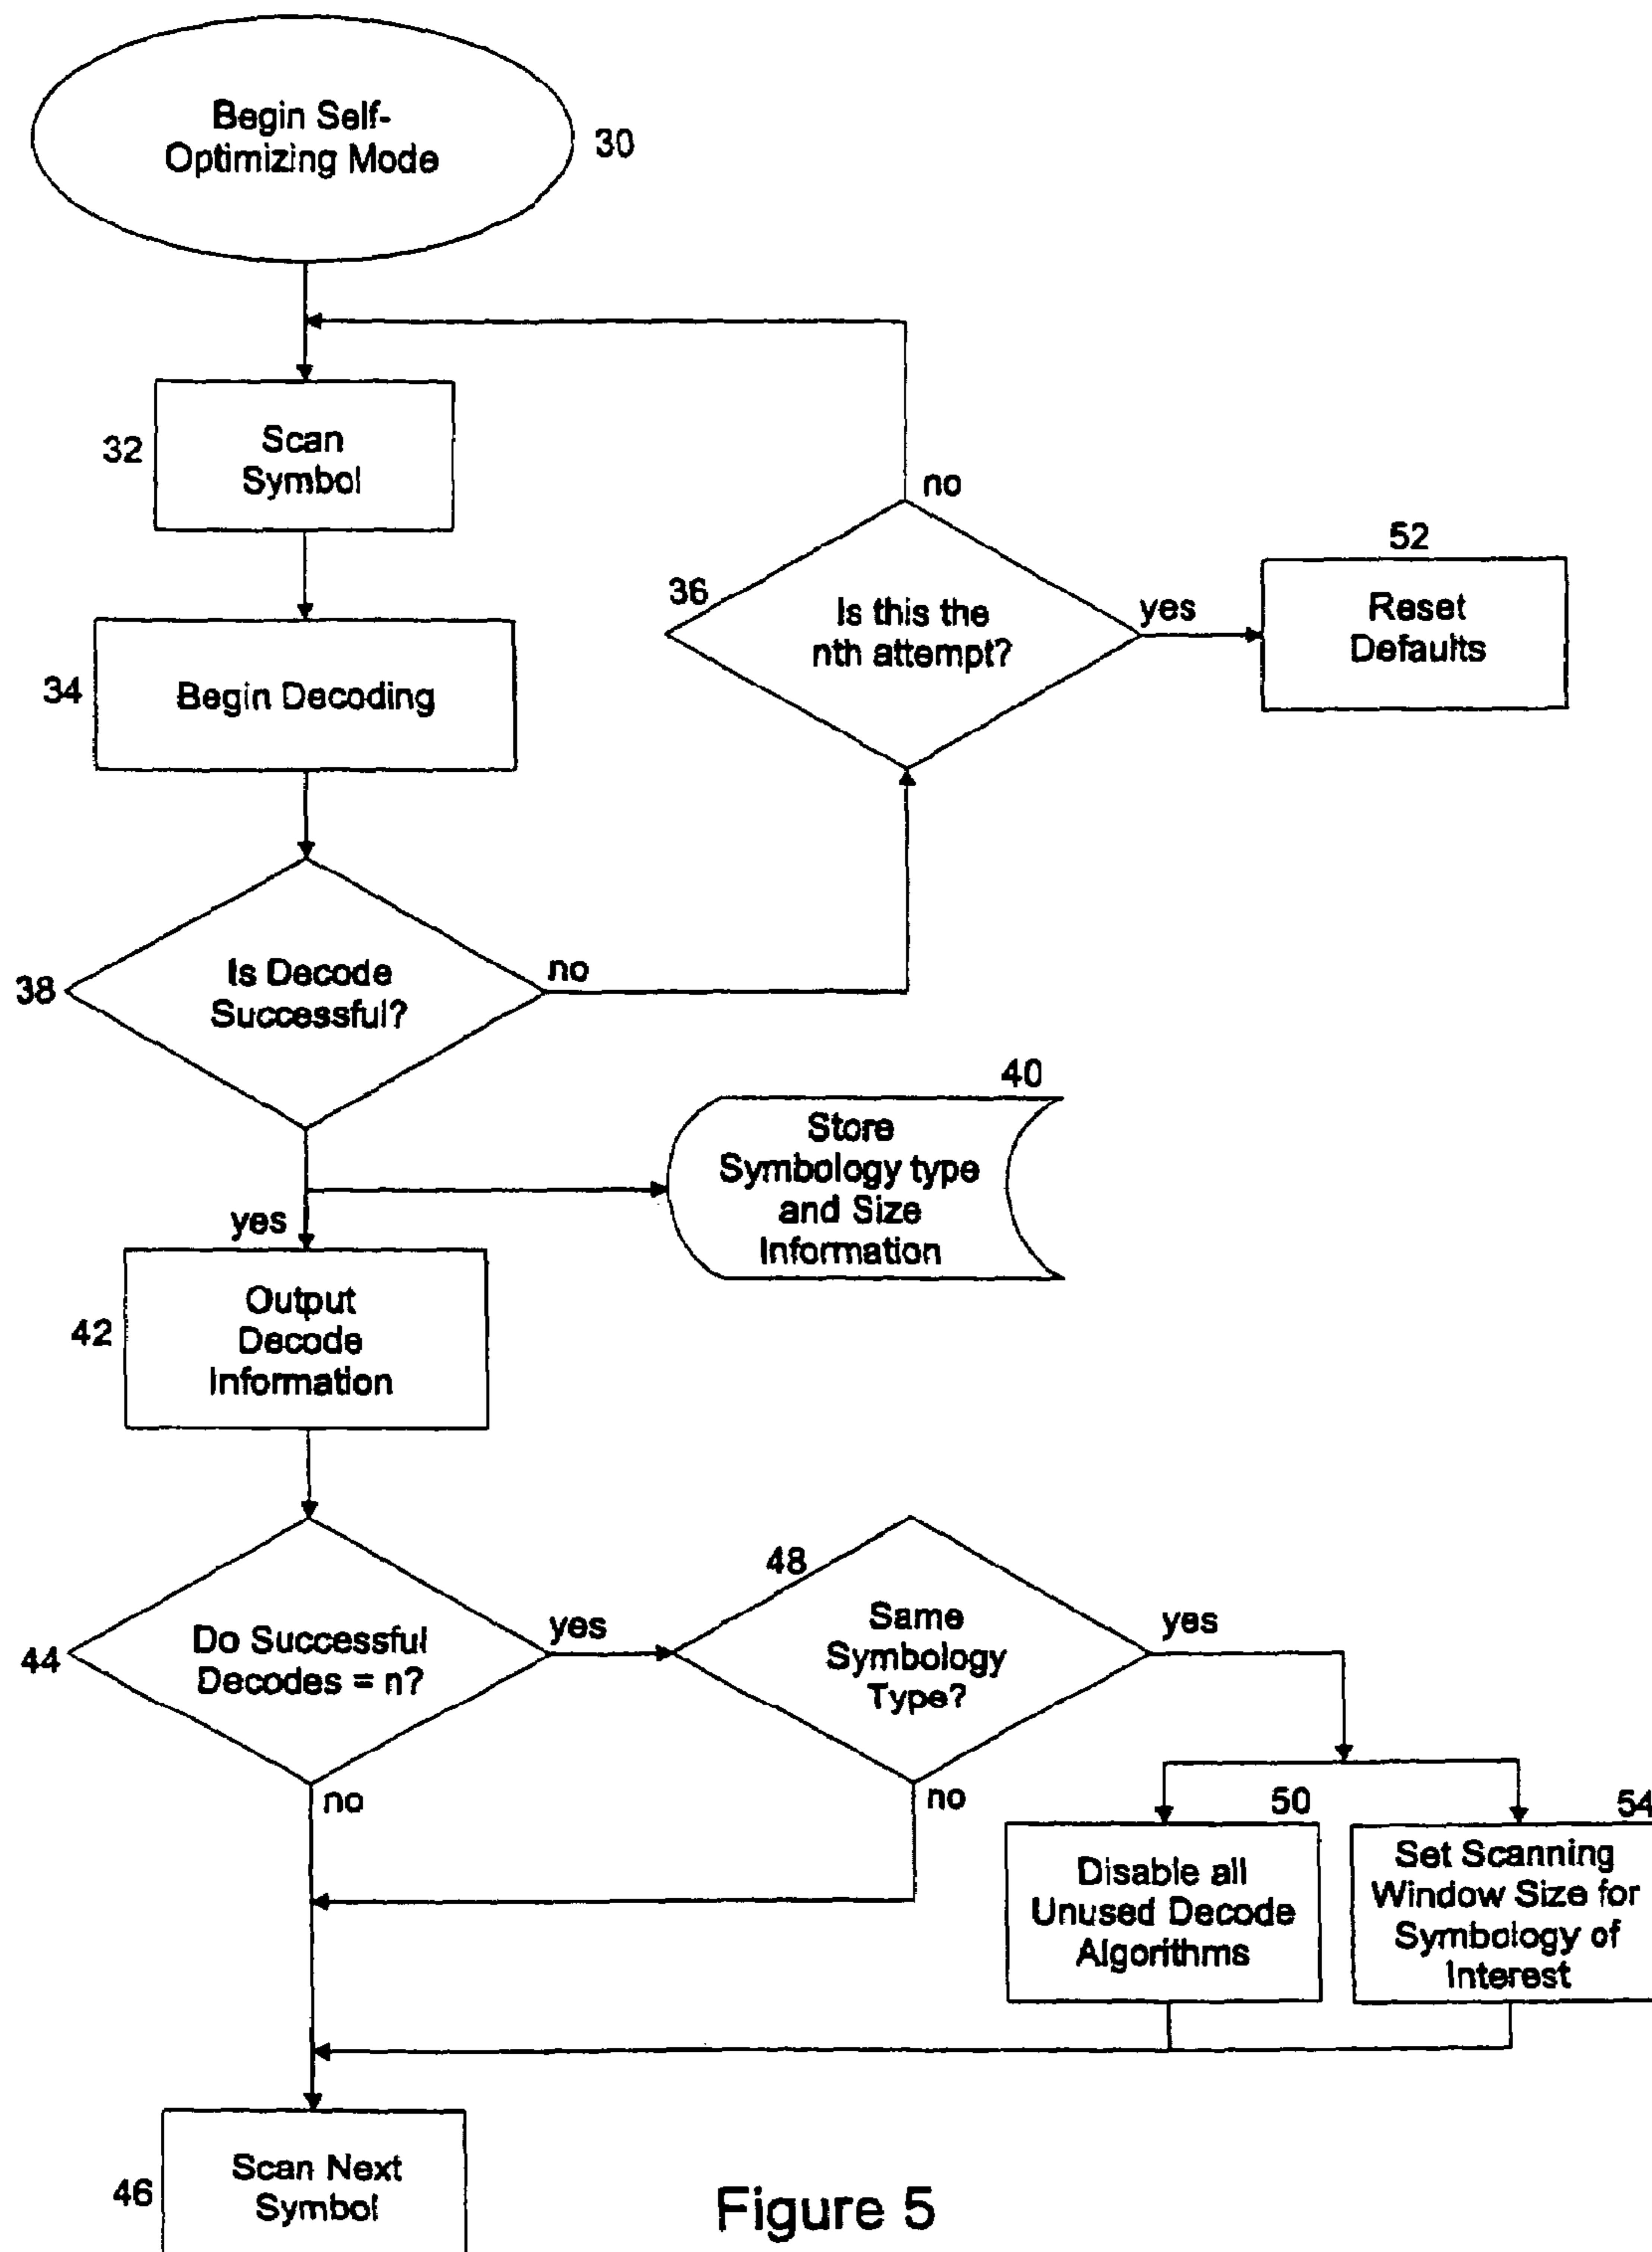 Begin Self-
Optimizing Mode
30
32
Scan
Symbol
no
52
36
Is this the
nth attempt?
yes
Reset
Defaults
34
Begin Decoding
38
Is Decode
Successful?
no
40
Store
Symbology type
and Size
Information
yes
42
Output
Decode
Information
44
Do Successful
Decodes = n?
yes
48
Same
Symbology
Type?
yes
no
no
50
54
Disable all
Unused Decode
Algorithms
Set Scanning
Window Size for
Symbology of
Interest
46
Scan Next
Symbol
Figure 5